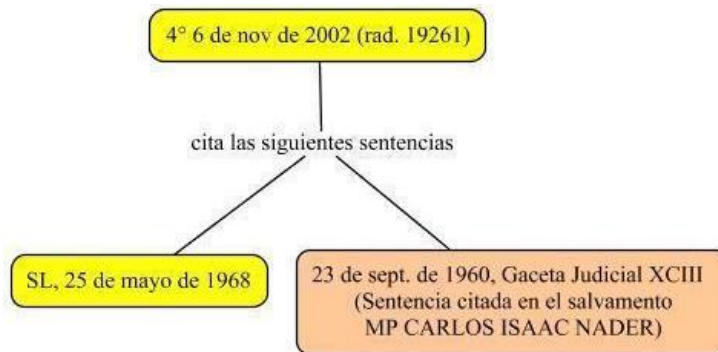 4° 6 de nov de 2002 (rad. 19261)
cita las siguientes sentencias
SL, 25 de mayo de 1968
23 de sept. de 1960, Gaceta Judicial XCIII
(Sentencia citada en el salvamento
MP CARLOS ISAAC NADER)